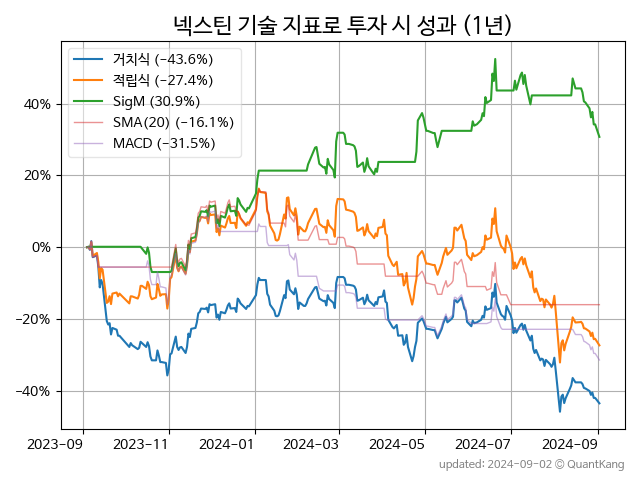 넥스틴 기술 지표로 투자 시 성과 (1년)
거치식 (−43.6%)
적립식 (−27.4%)
SigM (30.9%)
SMA(20) (−16.1%)
MACD (−31.5%)
40%
20%
0%
−20%
−40%
2023−09 2023−11 2024−01 2024−03 2024−05 2024−07 2024−09
updated: 2024−09−02 ⓒ QuantKang